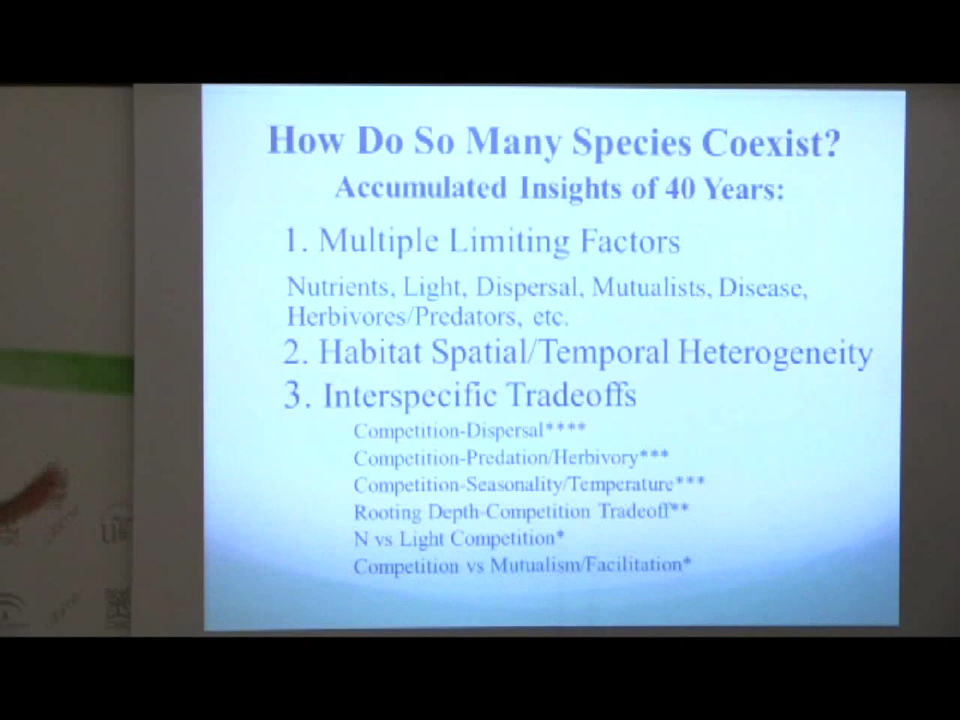 How Do So Many Species Coexist?
Accumulated Insights of 40 Years:
1. Multiple Limiting Factors
Nutrients, Light, Dispersal, Mutualists, Disease,
Herbivores/Predators, etc.
2. Habitat Spatial/Temporal Heterogeneity
3. Interspecific Tradeoffs
Competition-Dispersal****
Competition-Predation/Herbivory***
Competition-Seasonality/Temperature***
Rooting Depth-Competition Tradeoff**
N vs Light Competition*
Competition vs Mutualism/Facilitation*